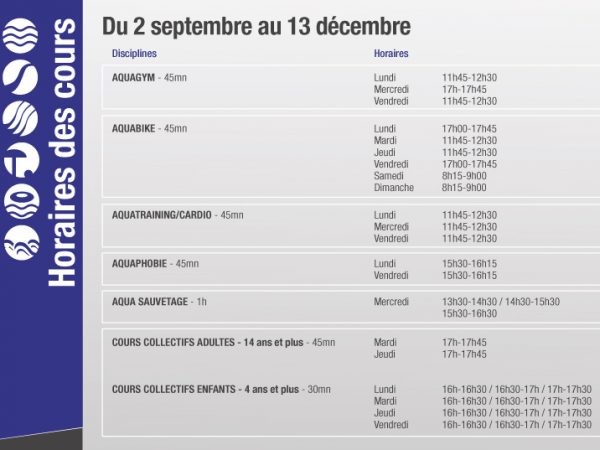 Horaires des cours
Du 2 septembre au 13 décembre
Disciplines Horaires
AQUAGYM - 45mn Lundi 11h45-12h30
Mercredi 17h-17h45
Vendredi 11h45-12h30
AQUABIKE - 45mn Lundi 17h00-17h45
Mardi 11h45-12h30
Jeudi 11h45-12h30
Vendredi 17h00-17h45
Samedi 8h15-9h00
Dimanche 8h15-9h00
AQUATRAINING/CARDIO - 45mn Lundi 11h45-12h30
Mercredi 11h45-12h30
Vendredi 11h45-12h30
AQUAPHOBIE - 45mn Lundi 15h30-16h15
Vendredi 15h30-16h15
AQUA SAUVETAGE - 1h Mercredi 13h30-14h30 / 14h30-15h30
15h30-16h30
COURS COLLECTIFS ADULTES - 14 ans et plus - 45mn Mardi 17h-17h45
Jeudi 17h-17h45
COURS COLLECTIFS ENFANTS - 4 ans et plus - 30mn Lundi 16h-16h30 / 16h30-17h / 17h-17h30
Mardi 16h-16h30 / 16h30-17h / 17h-17h30
Jeudi 16h-16h30 / 16h30-17h / 17h-17h30
Vendredi 16h-16h30 / 16h30-17h / 17h-17h30